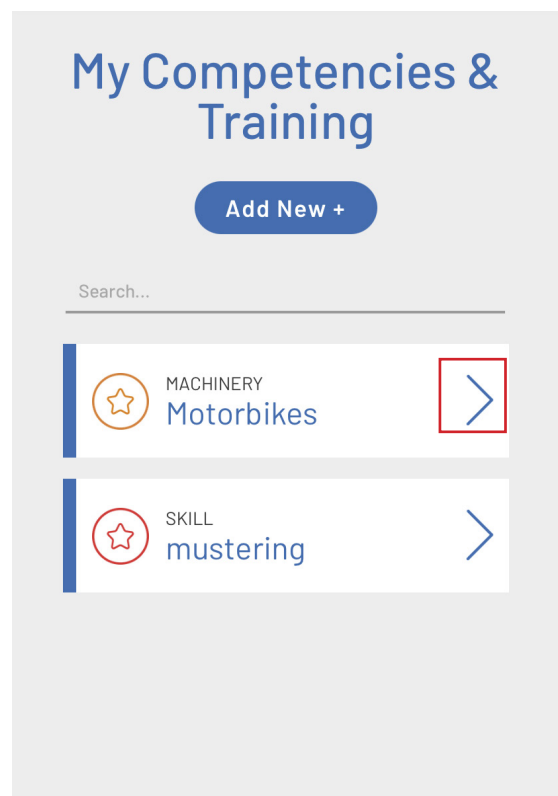 My Competencies &
Training
Add New +
Search...
MACHINERY
Motorbikes
SKILL
mustering